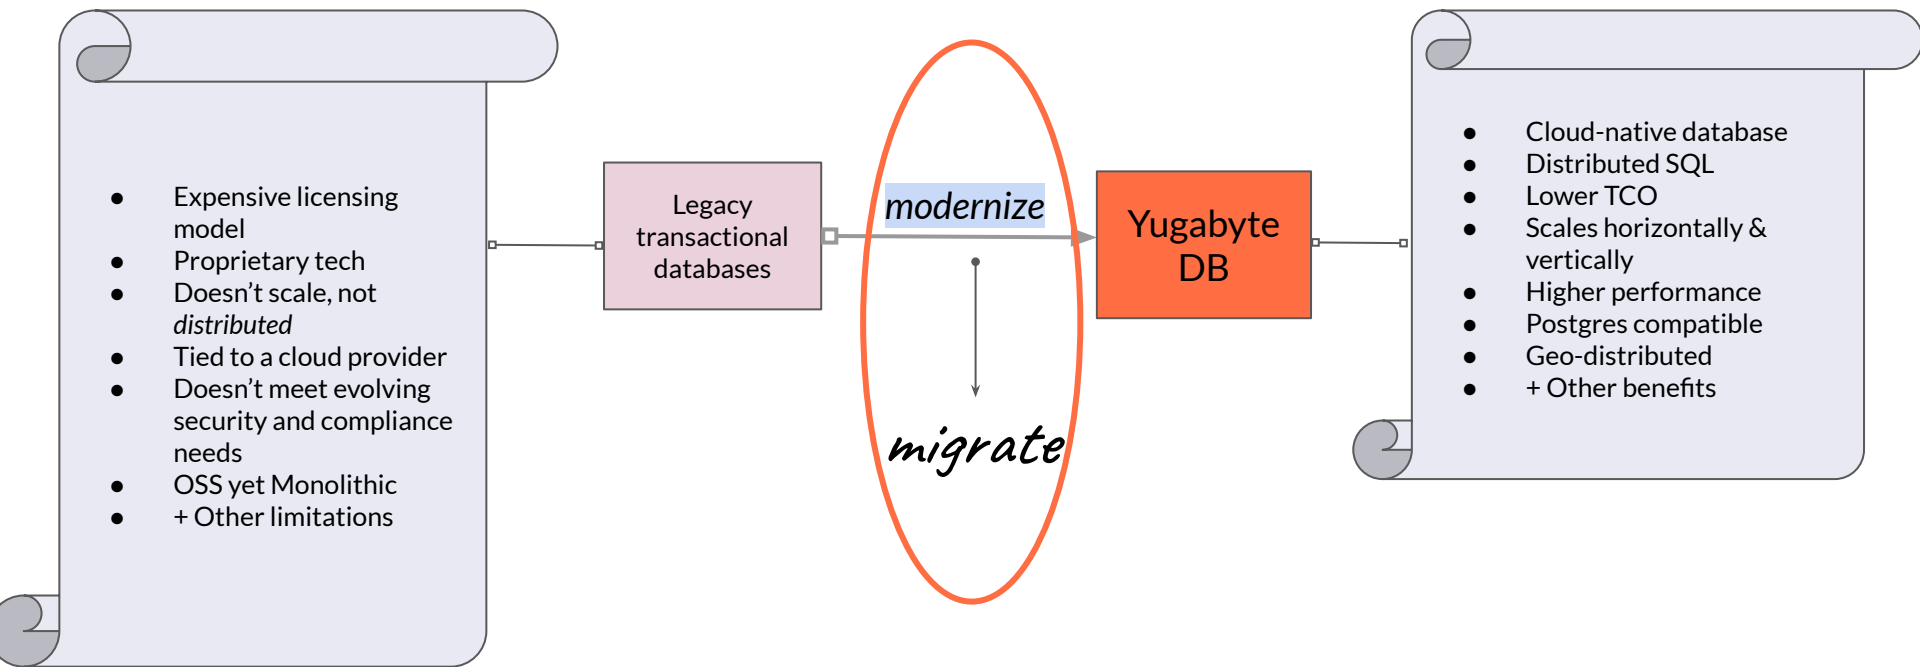 ● Expensive licensing
model
● Proprietary tech
● Doesn’t scale, not
distributed
● Tied to a cloud provider
● Doesn’t meet evolving
security and compliance
needs
● OSS yet Monolithic
● + Other limitations
Legacy
transactional
databases
modernize
migrate
Yugabyte
DB
● Cloud-native database
● Distributed SQL
● Lower TCO
● Scales horizontally &
vertically
● Higher performance
● Postgres compatible
● Geo-distributed
● + Other benefits